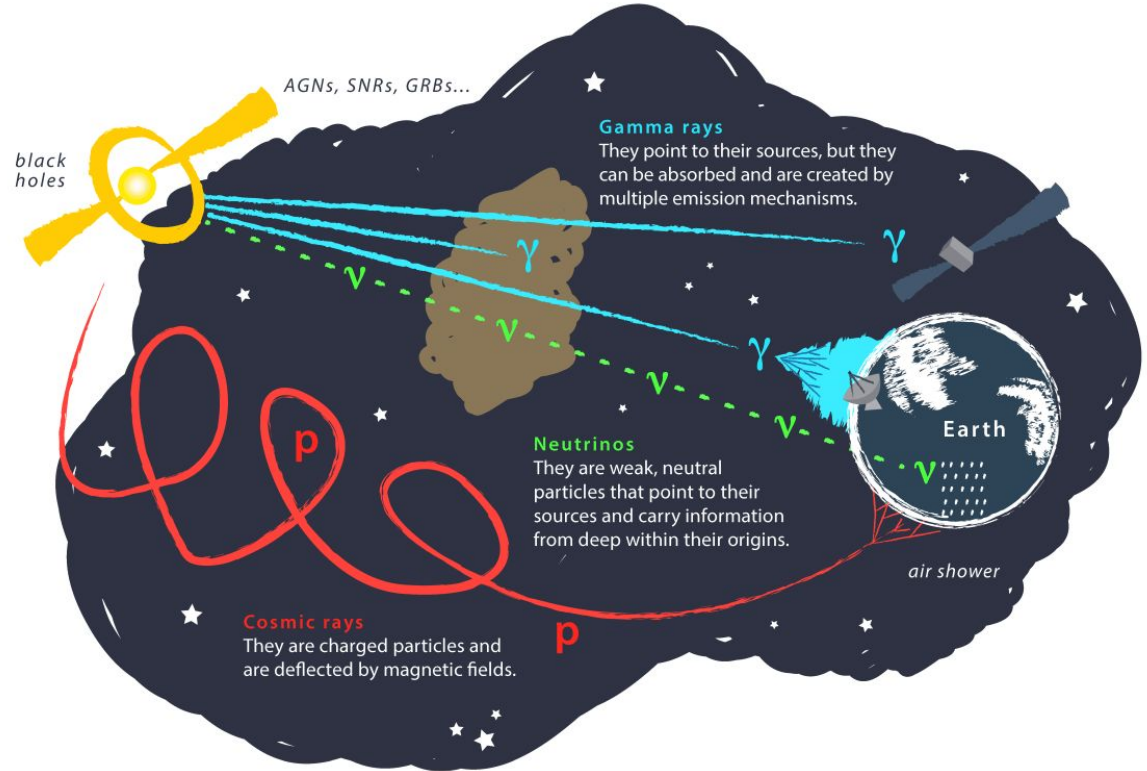 AGNs, SNRs, GRBs...
black
holes
Gamma rays
They point to their sources, but they
can be absorbed and are created by
multiple emission mechanisms.
γ
γ
ν
ν
γ
ν
ν
Earth
ν
p
Neutrinos
They are weak, neutral
particles that point to their
sources and carry information
from deep within their origins.
air shower
p
Cosmic rays
They are charged particles and
are deflected by magnetic fields.